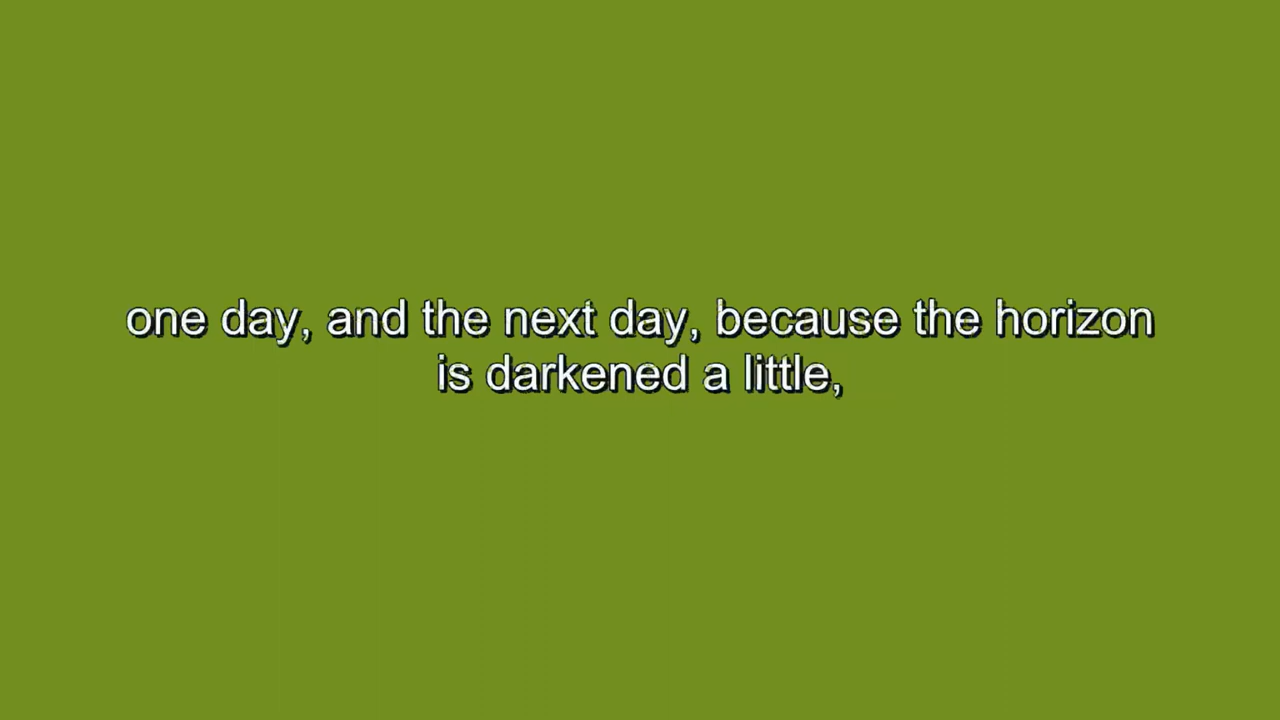 one day, and the next day, because the horizon
is darkened a little,